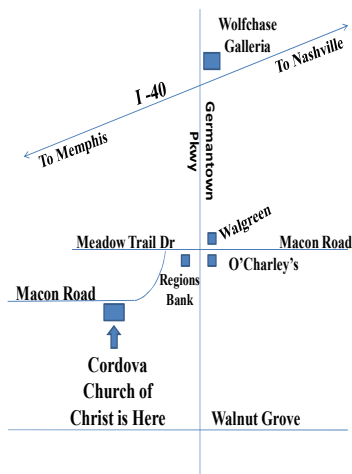 Wolfchase
Galleria
To Nashville
I -40
To Memphis
Germantown
Pkwy
Walgreen
Meadow Trail Dr
Macon Road
O'Charley's
Regions
Bank
Macon Road
Cordova
Church of
Christ is Here
Walnut Grove